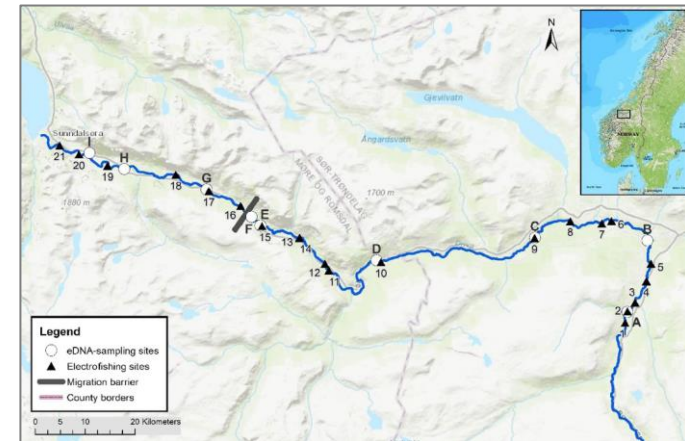 N
NORWAY
Gjevilvatn
Ångardsvatn
Sunndalsøra
SØR-TRØNDELAG
MØRE OG ROMSDAL
1700 m
1880 m
I
21
20
H
19
18
G
17
16
E
F
15
13
14
12
11
D
10
C
9
8
7
6
B
5
4
3
2
A
Legend
eDNA-sampling sites
Electrofishing sites
Migration barrier
County borders
0 5 10 20 Kilometers